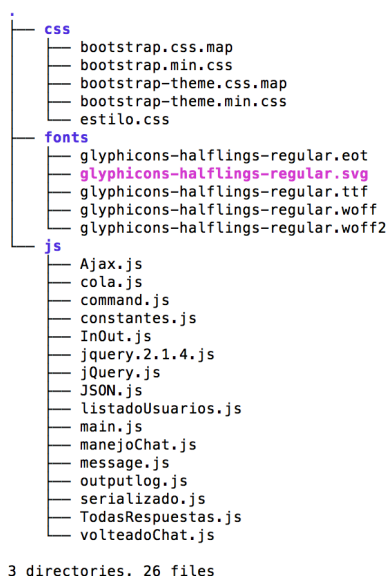 .
├── css
│   ├── bootstrap.css.map
│   ├── bootstrap.min.css
│   ├── bootstrap-theme.css.map
│   ├── bootstrap-theme.min.css
│   └── estilo.css
├── fonts
│   ├── glyphicons-halflings-regular.eot
│   ├── glyphicons-halflings-regular.svg
│   ├── glyphicons-halflings-regular.ttf
│   ├── glyphicons-halflings-regular.woff
│   └── glyphicons-halflings-regular.woff2
└── js
    ├── Ajax.js
    ├── cola.js
    ├── command.js
    ├── constantes.js
    ├── InOut.js
    ├── jquery.2.1.4.js
    ├── jQuery.js
    ├── JSON.js
    ├── listadoUsuarios.js
    ├── main.js
    ├── manejoChat.js
    ├── message.js
    ├── outputlog.js
    ├── serializado.js
    ├── TodasRespuestas.js
    └── volteadoChat.js
3 directories, 26 files